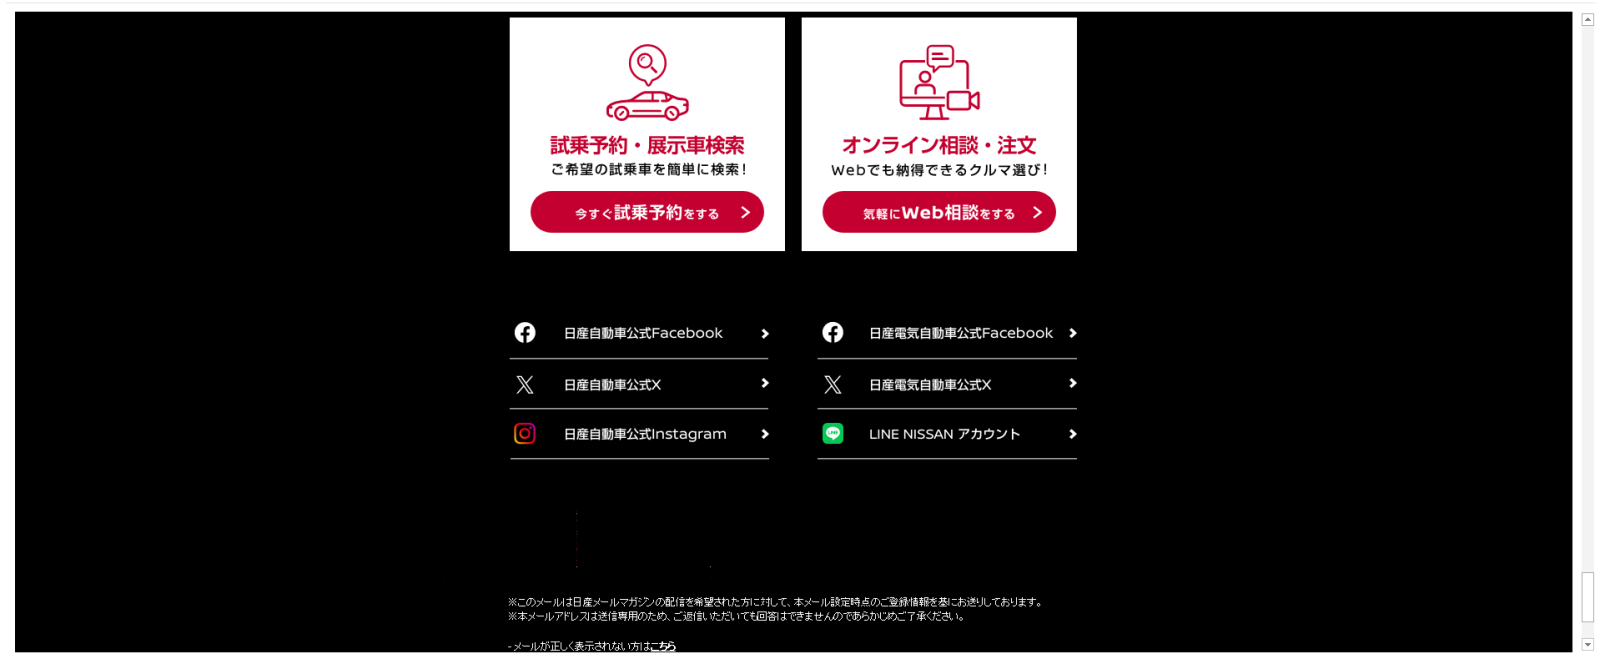 試乗予約・展示車検索
ご希望の試乗車を簡単に検索！
今すぐ試乗予約をする
オンライン相談・注文
Webでも納得できるクルマ選び！
気軽にWeb相談をする
日産自動車公式Facebook
日産電気自動車公式Facebook
日産自動車公式X
日産電気自動車公式X
日産自動車公式Instagram
LINE NISSAN アカウント
※このメールは日産メールマガジンの配信を希望された方に対して、本メール設定時点のご登録情報を基にお送りしております。
※本メールアドレスは送信専用のため、ご返信いただいても回答はできませんのであらかじめご了承ください。
- メールが正しく表示されない方はこちら